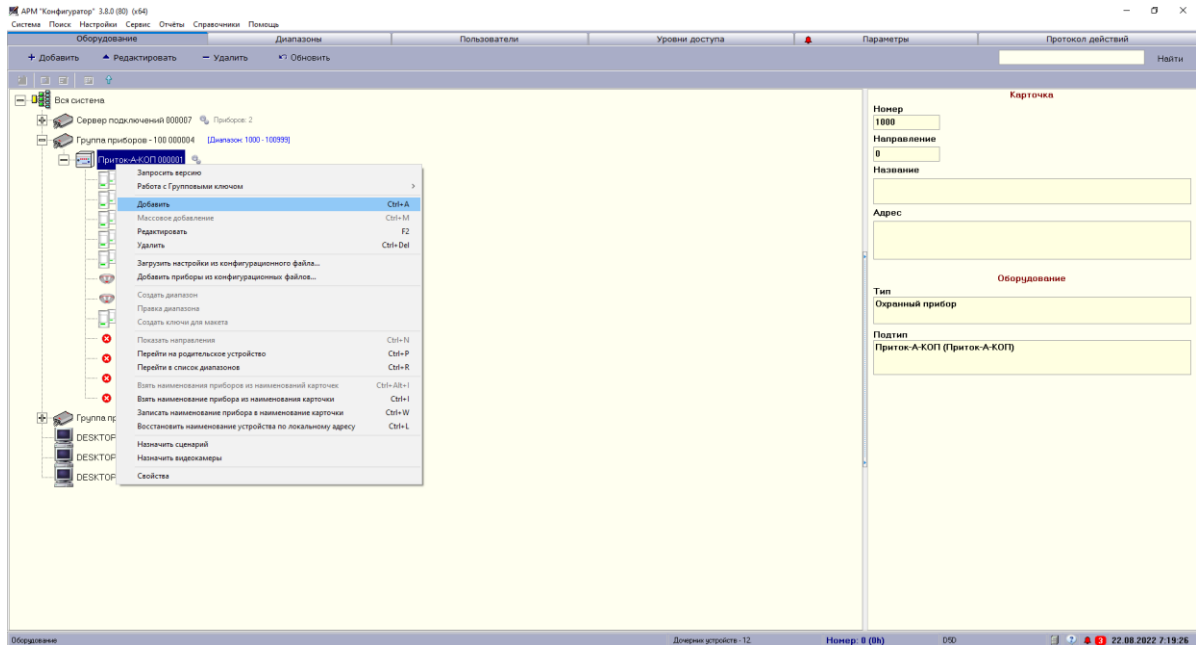 АРМ "Конфигуратор" 3.8.0 (80) (x64)
Система Поиск Настройки Сервис Отчёты Справочники Помощь
Оборудование Диапазоны Пользователи Уровни доступа Параметры Протокол действий
+ Добавить Редактировать Удалить Обновить Найти
Вся система
Сервер подключений 000007 Приборов: 2
Группа приборов - 100 000004 [Диапазон: 1000 - 100999]
Приток-А-КОП 000001
Запросить версию
Работа с Групповыми ключом
Добавить Ctrl+A
Массовое добавление Ctrl+M
Редактировать F2
Удалить Ctrl+Del
Загрузить настройки из конфигурационного файла...
Добавить приборы из конфигурационных файлов...
Создать диапазон
Правка диапазона
Создать ключи для макета
Показать направления Ctrl+N
Перейти на родительское устройство Ctrl+P
Перейти в список диапазонов Ctrl+R
Взять наименования приборов из наименований карточек Ctrl+Alt+I
Взять наименования прибора из наименования карточки Ctrl+I
Записать наименование прибора в наименование карточки Ctrl+W
Восстановить наименование устройства по локальному адресу Ctrl+L
Назначить сценарий
Назначить видеокамеры
Свойства
Группа пр
DESKTOP
DESKTOP
DESKTOP
Карточка
Номер
1000
Направление
0
Название
Адрес
Оборудование
Тип
Охранный прибор
Подтип
Приток-А-КОП (Приток-А-КОП)
Оборудование Дочерних устройств - 12 Номер: 0 (0h) 05D 3 22.08.2022 7:19:26